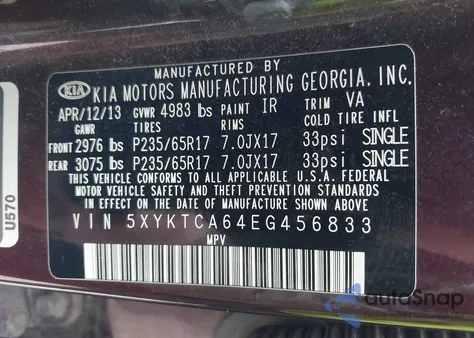 MANUFACTURED BY
KIA KIA MOTORS MANUFACTURING GEORGIA, INC.
APR/12/13 GVWR 4983 lbs PAINT IR TRIM VA
GAWR TIRES RIMS COLD TIRE INFL
FRONT 2976 lbs P235/65R17 7.0JX17 33psi SINGLE
REAR 3075 lbs P235/65R17 7.0JX17 33psi SINGLE
THIS VEHICLE CONFORMS TO ALL APPLICABLE U.S.A. FEDERAL
MOTOR VEHICLE SAFETY AND THEFT PREVENTION STANDARDS
IN EFFECT ON THE DATE OF MANUFACTURE SHOWN ABOVE.
VIN 5XYKTCA64EG456833
MPV
U570
autoSnap